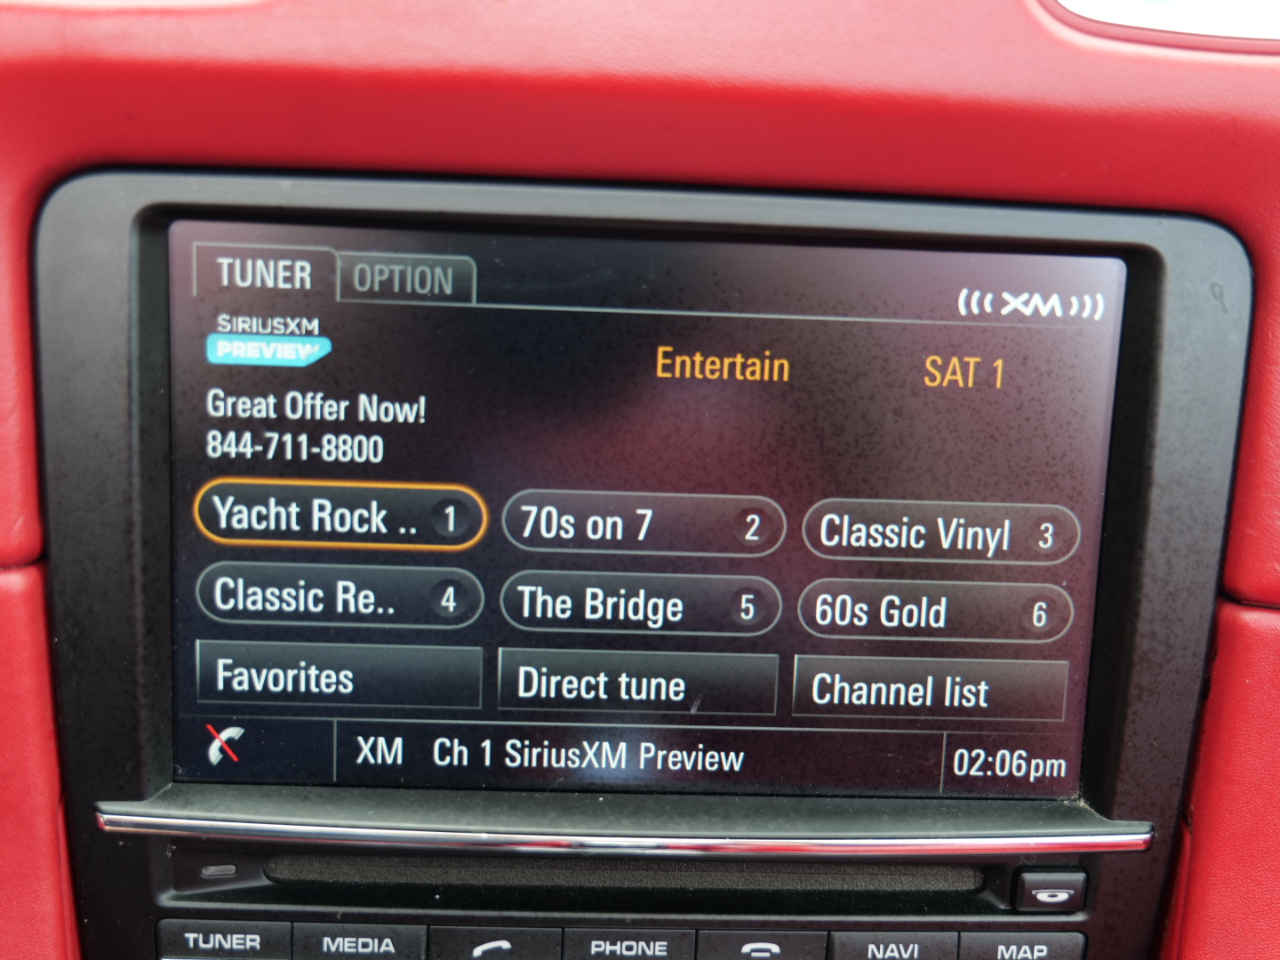 TUNER OPTION
((( XM )))
SIRIUSXM
PREVIEW
Entertain SAT 1
Great Offer Now!
844-711-8800
Yacht Rock .. 1 70s on 7 2 Classic Vinyl 3
Classic Re.. 4 The Bridge 5 60s Gold 6
Favorites Direct tune Channel list
XM Ch 1 SiriusXM Preview 02:06pm
TUNER MEDIA PHONE NAVI MAP